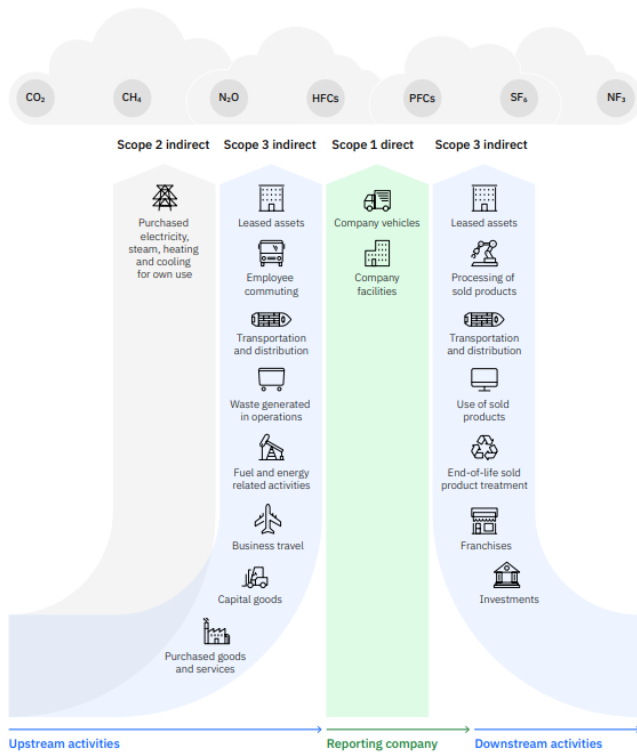 CO₂
CH₄
N₂O
HFCs
PFCs
SF₆
NF₃
Scope 2 indirect
Scope 3 indirect
Scope 1 direct
Scope 3 indirect
Purchased
electricity,
steam, heating
and cooling
for own use
Leased assets
Employee
commuting
Transportation
and distribution
Waste generated
in operations
Fuel and energy
related activities
Business travel
Capital goods
Purchased goods
and services
Company vehicles
Company
facilities
Leased assets
Processing of
sold products
Transportation
and distribution
Use of sold
products
End-of-life sold
product treatment
Franchises
Investments
Upstream activities
Reporting company
Downstream activities